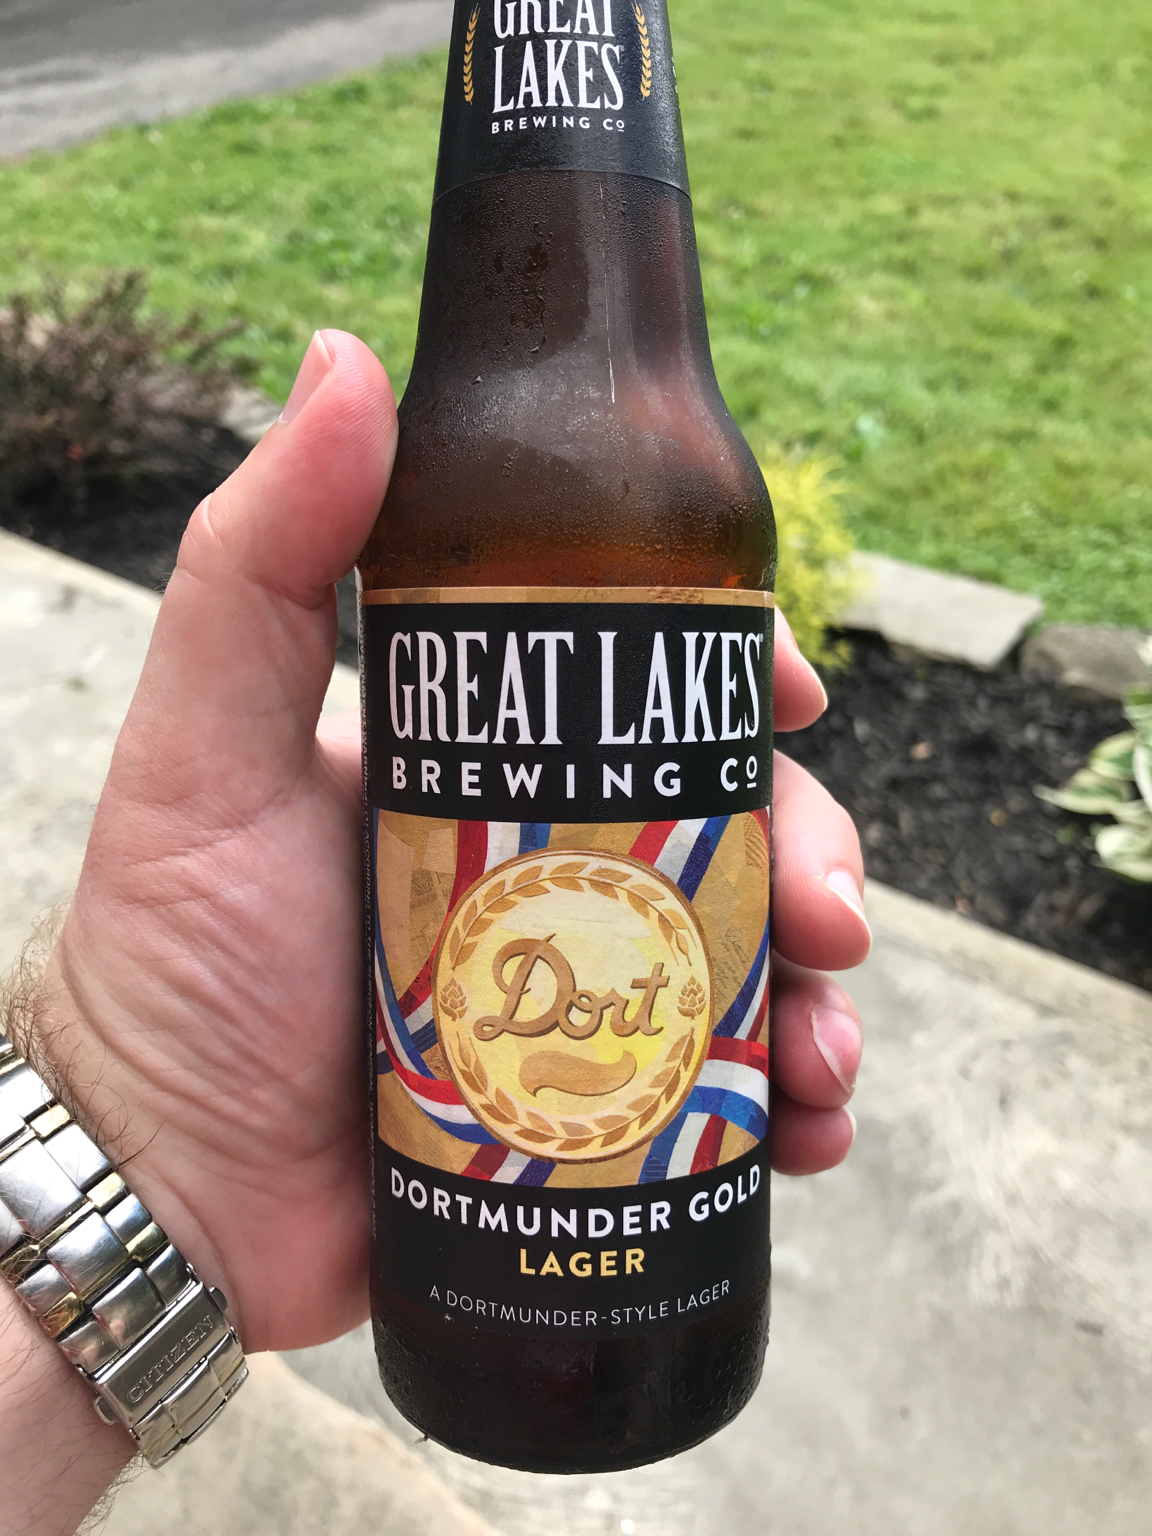 GREAT
LAKES
BREWING Cº
GREAT LAKES®
BREWING Cº
Dort
DORTMUNDER GOLD
LAGER
A DORTMUNDER-STYLE LAGER
CITIZEN